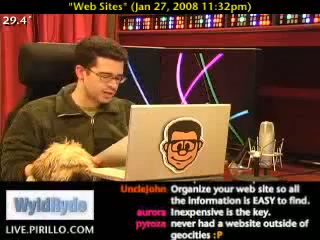 "Web Sites" (Jan 27, 2008 11:32pm)
29.4°
WyldRyde
LIVE.PIRILLO.COM
UncleJohn Organize your web site so all
the information is EASY to find.
aurora Inexpensive is the key.
pyroza never had a website outside of
geocities :P